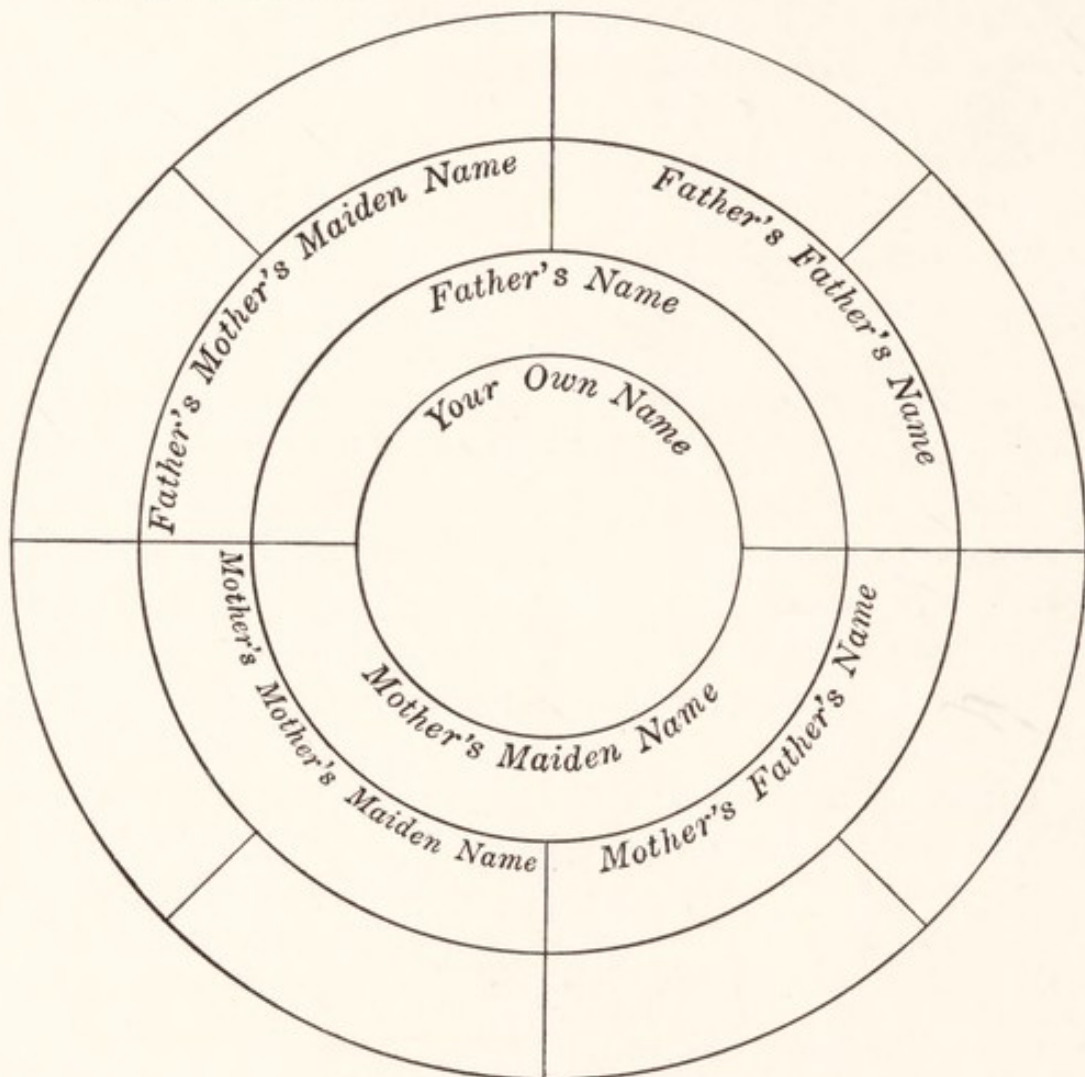 Father's Mother's Maiden Name
Father's Father's Name
Father's Name
Your Own Name
Mother's Maiden Name
Mother's Mother's Maiden Name
Mother's Father's Name